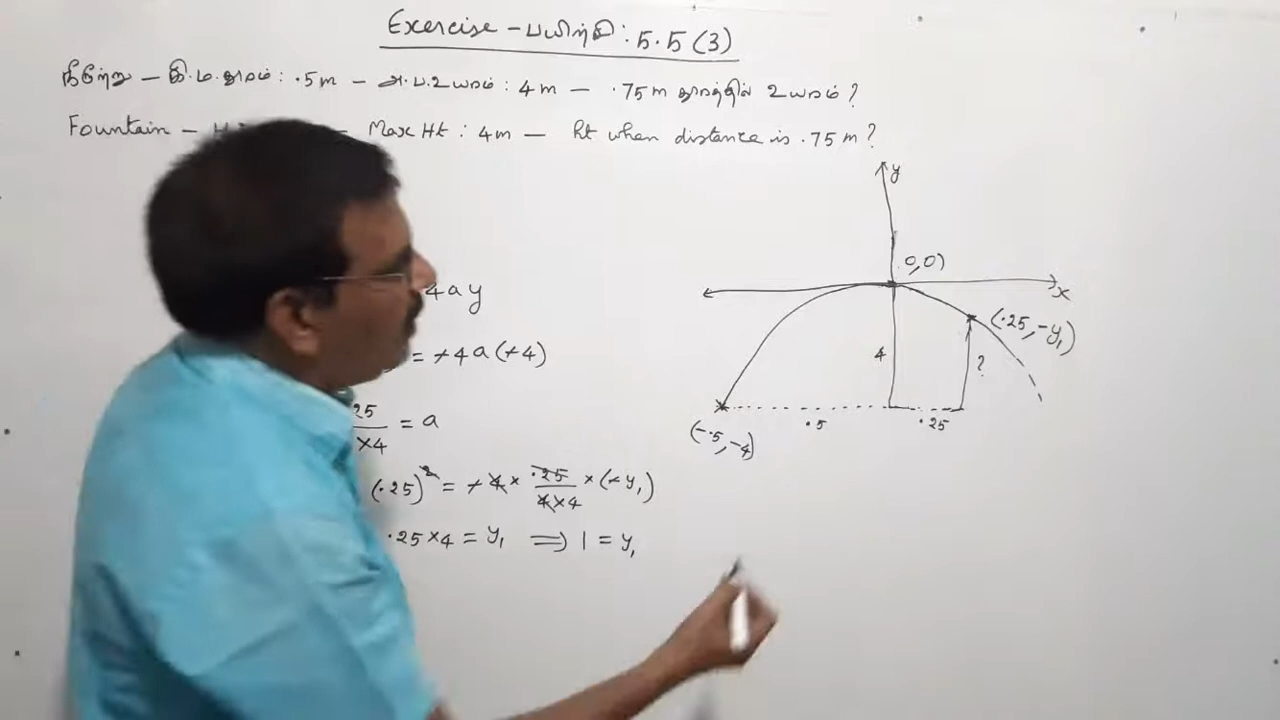 Exercise - பயிற்சி : 5.5 (3)
நீரூற்று - கி.ம.தூரம் : .5m - அ.ப.உயரம் : 4m - .75m தூரத்தில் உயரம் ?
Fountain - - Max Ht : 4m - ht when distance is .75m ?
y
0,0)
x
4ay
(.25, -y₁)
= -4a(-4)
4
?
25/×4 = a
.5
.25
(-.5, -4)
(.25)² = -4 × .25/4×4 × (-y₁)
.25×4 = y₁ ⟹ 1 = y₁